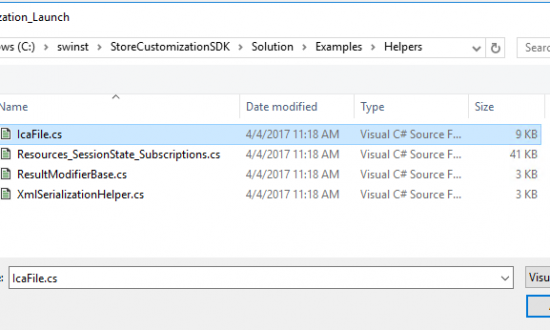 zation_Launch
ows (C:) > swinst > StoreCustomizationSDK > Solution > Examples > Helpers
Searc
Name Date modified Type Size
IcaFile.cs 4/4/2017 11:18 AM Visual C# Source F... 9 KB
Resources_SessionState_Subscriptions.cs 4/4/2017 11:18 AM Visual C# Source F... 41 KB
ResultModifierBase.cs 4/4/2017 11:18 AM Visual C# Source F... 3 KB
XmlSerializationHelper.cs 4/4/2017 11:18 AM Visual C# Source F... 3 KB
: IcaFile.cs
Visu